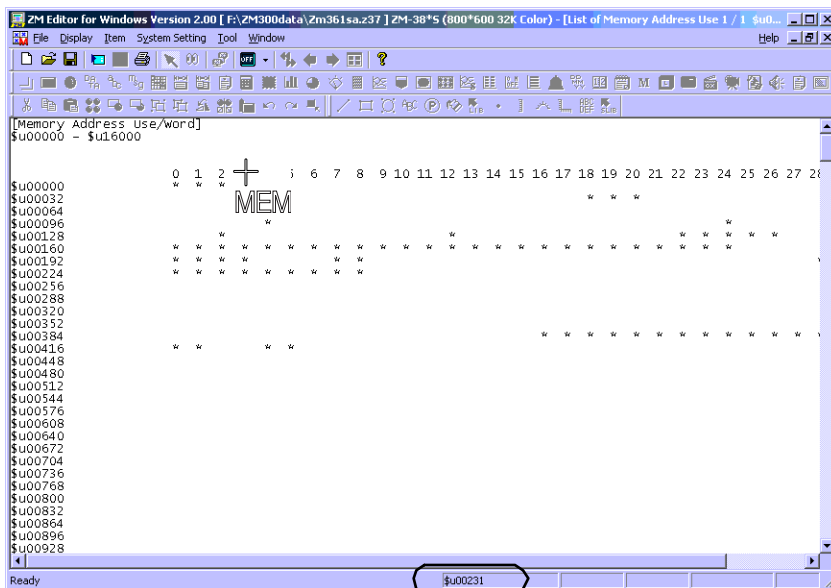 ZM Editor for Windows Version 2.00 [ F:\ZM300data\Zm361sa.z37 ] ZM-38*S (800*600 32K Color) - [List of Memory Address Use 1 / 1 $u0...
File Display Item System Setting Tool Window Help
[Memory Address Use/Word]
$u00000 - $u16000
0 1 2 6 7 8 9 10 11 12 13 14 15 16 17 18 19 20 21 22 23 24 25 26 27 28
MEM
$u00000 * * *
$u00032 * * *
$u00064
$u00096 * *
$u00128 * * * * * * *
$u00160 * * * * * * * * * * * * * * * * * * * * * * * * *
$u00192 * * * * * * *
$u00224 * * * * * * * * *
$u00256
$u00288
$u00320
$u00352
$u00384 * * * * * * * * * * * * *
$u00416 * * * *
$u00448
$u00480
$u00512
$u00544
$u00576
$u00608
$u00640
$u00672
$u00704
$u00736
$u00768
$u00800
$u00832
$u00864
$u00896
$u00928
Ready $u00231